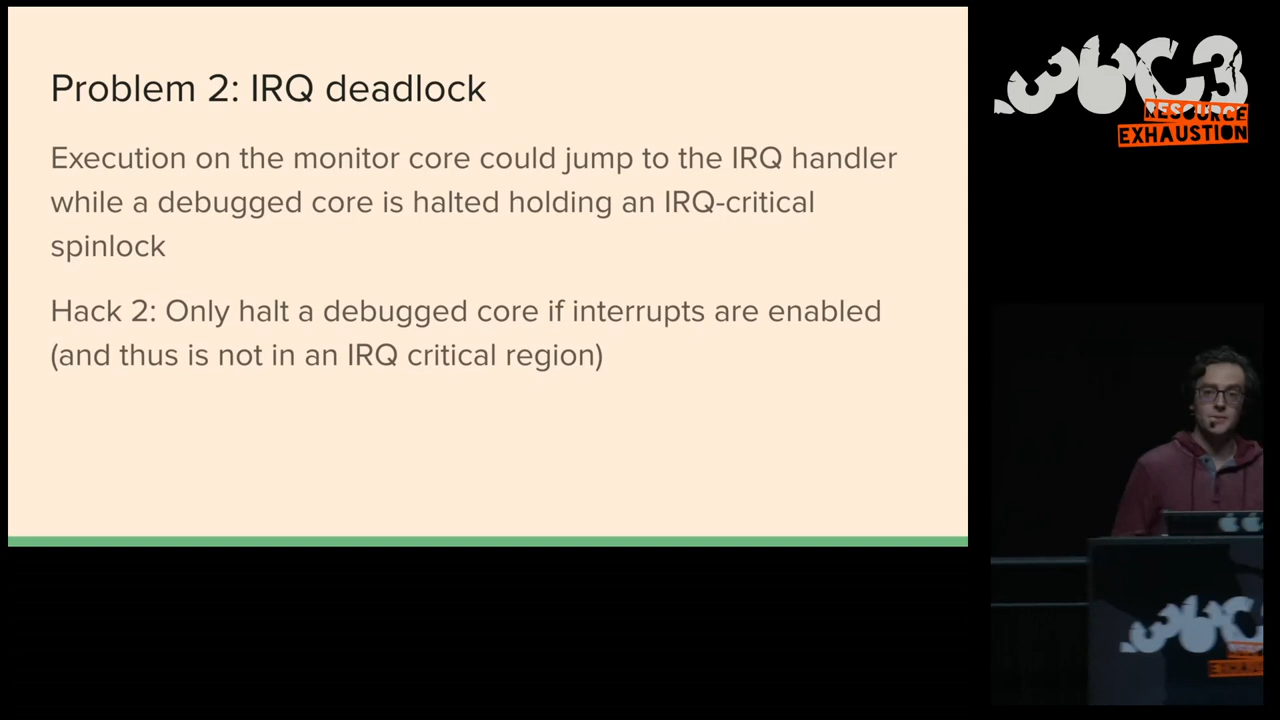 Problem 2: IRQ deadlock
Execution on the monitor core could jump to the IRQ handler
while a debugged core is halted holding an IRQ-critical
spinlock
Hack 2: Only halt a debugged core if interrupts are enabled
(and thus is not in an IRQ critical region)
36C3
RESOURCE
EXHAUSTION